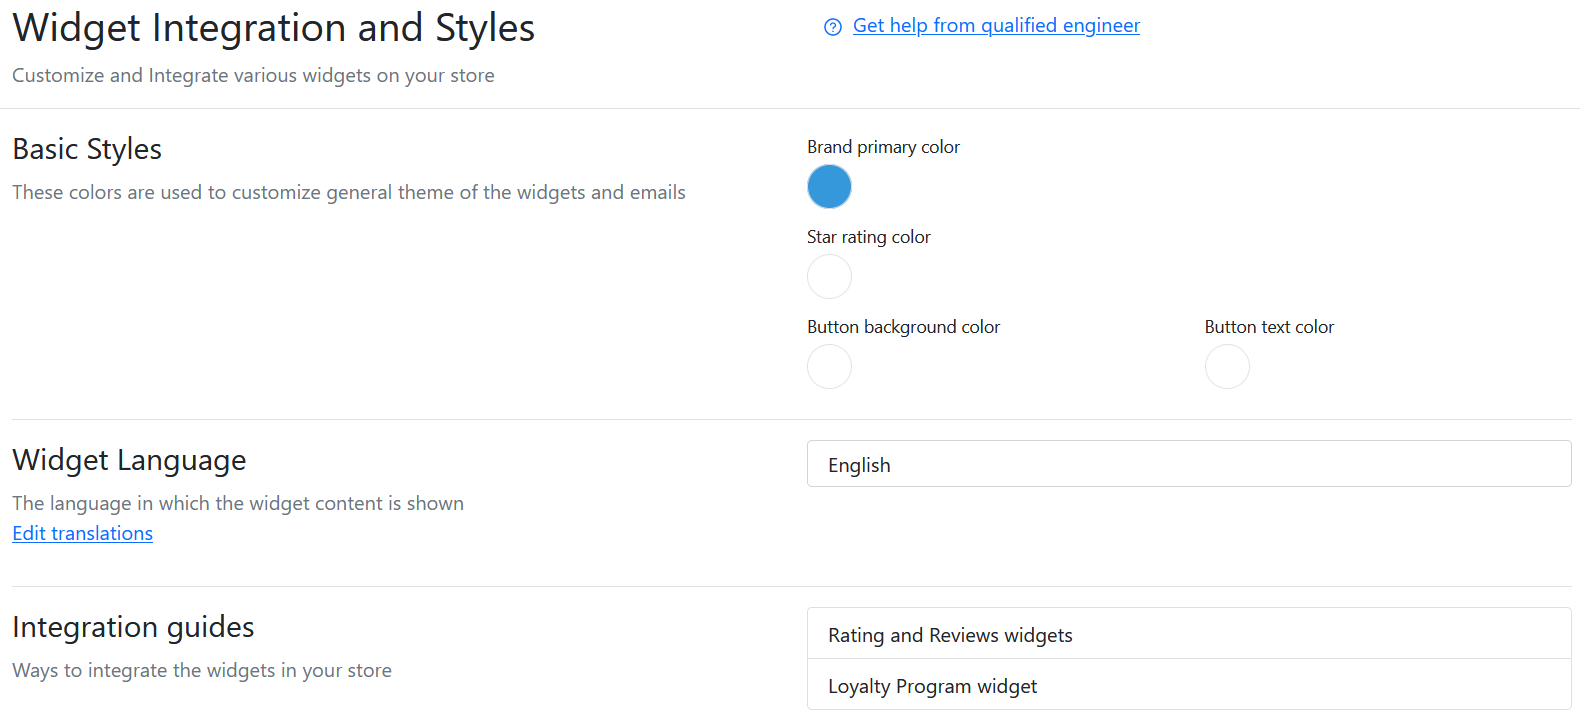 Widget Integration and Styles
Get help from qualified engineer
Customize and Integrate various widgets on your store
Basic Styles
These colors are used to customize general theme of the widgets and emails
Brand primary color
Star rating color
Button background color
Button text color
Widget Language
The language in which the widget content is shown
Edit translations
English
Integration guides
Ways to integrate the widgets in your store
Rating and Reviews widgets
Loyalty Program widget